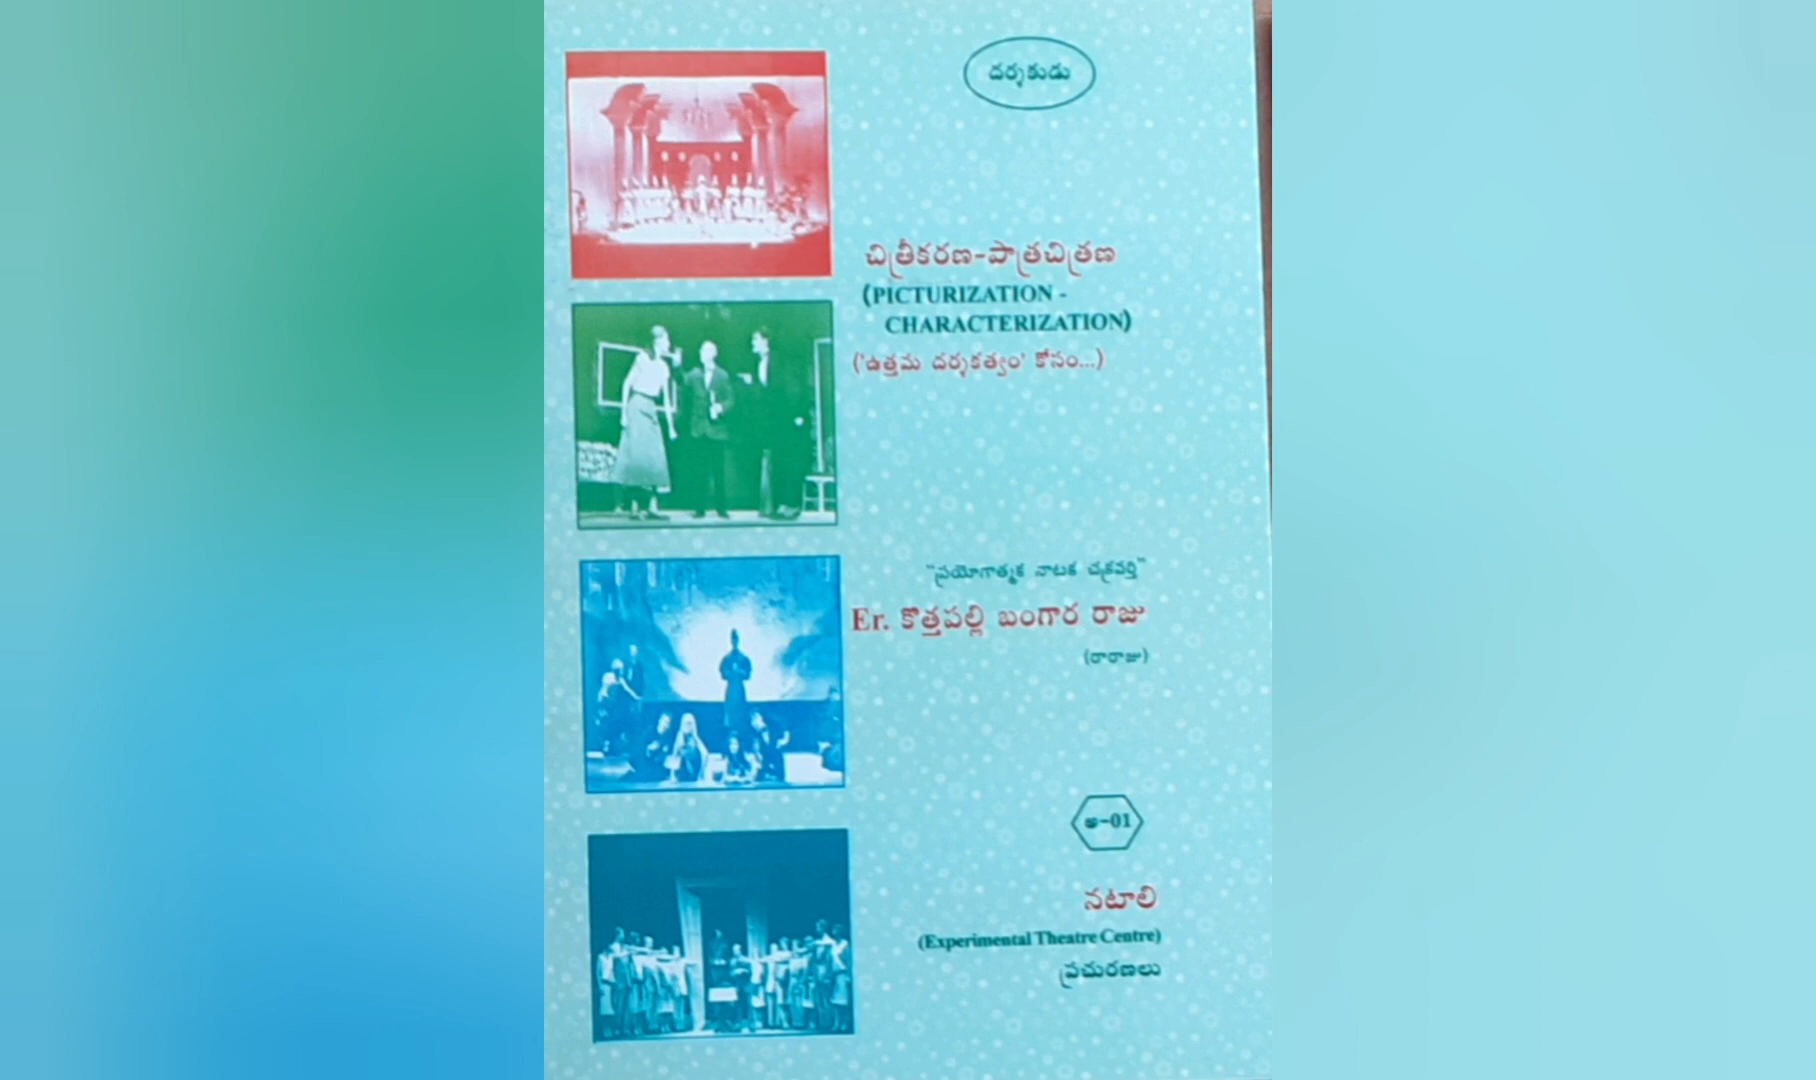 దర్శకుడు
చిత్రీకరణ-పాత్రచిత్రణ
(PICTURIZATION -
CHARACTERIZATION)
('ఉత్తమ దర్శకత్వం' కోసం...)
"ప్రయోగాత్మక నాటక చక్రవర్తి"
Er. కొత్తపల్లి బంగార రాజు
(రారాజు)
అ-01
నటాలి
(Experimental Theatre Centre)
ప్రచురణలు